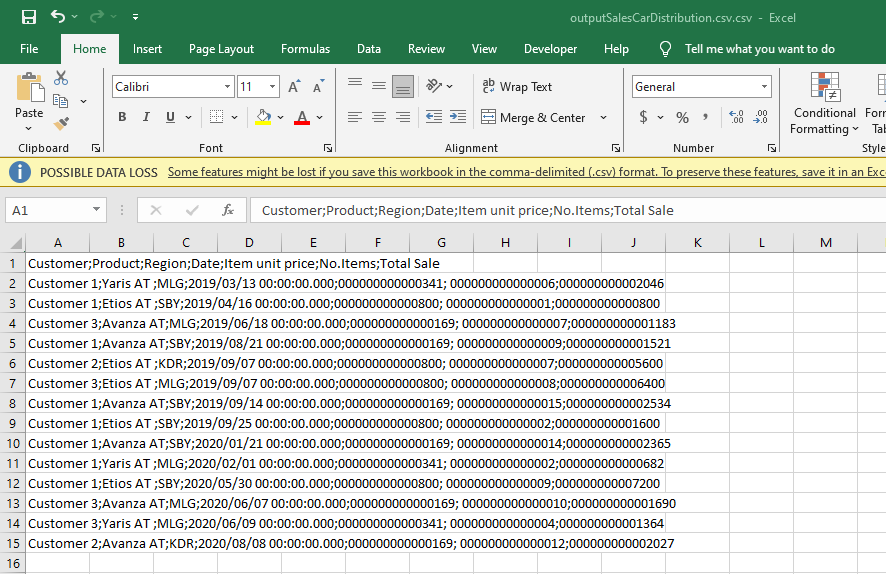 outputSalesCarDistribution.csv.csv - Excel
File Home Insert Page Layout Formulas Data Review View Developer Help Tell me what you want to do
Calibri 11 A A ab Wrap Text General
Paste B I U A Merge & Center $ % , Conditional Formatting
Clipboard Font Alignment Number
POSSIBLE DATA LOSS Some features might be lost if you save this workbook in the comma-delimited (.csv) format. To preserve these features, save it in an Exce
A1 fx Customer;Product;Region;Date;Item unit price;No.Items;Total Sale
A B C D E F G H I J K L M
1 Customer;Product;Region;Date;Item unit price;No.Items;Total Sale
2 Customer 1;Yaris AT ;MLG;2019/03/13 00:00:00.000;000000000000341; 000000000000006;000000000002046
3 Customer 1;Etios AT ;SBY;2019/04/16 00:00:00.000;000000000000800; 000000000000001;000000000000800
4 Customer 3;Avanza AT;MLG;2019/06/18 00:00:00.000;000000000000169; 000000000000007;000000000001183
5 Customer 1;Avanza AT;SBY;2019/08/21 00:00:00.000;000000000000169; 000000000000009;000000000001521
6 Customer 2;Etios AT ;KDR;2019/09/07 00:00:00.000;000000000000800; 000000000000007;000000000005600
7 Customer 3;Etios AT ;MLG;2019/09/07 00:00:00.000;000000000000800; 000000000000008;000000000006400
8 Customer 1;Avanza AT;SBY;2019/09/14 00:00:00.000;000000000000169; 000000000000015;000000000002534
9 Customer 1;Etios AT ;SBY;2019/09/25 00:00:00.000;000000000000800; 000000000000002;000000000001600
10 Customer 1;Avanza AT;SBY;2020/01/21 00:00:00.000;000000000000169; 000000000000014;000000000002365
11 Customer 1;Yaris AT ;MLG;2020/02/01 00:00:00.000;000000000000341; 000000000000002;000000000000682
12 Customer 1;Etios AT ;SBY;2020/05/30 00:00:00.000;000000000000800; 000000000000009;000000000007200
13 Customer 3;Avanza AT;MLG;2020/06/07 00:00:00.000;000000000000169; 000000000000010;000000000001690
14 Customer 3;Yaris AT ;MLG;2020/06/09 00:00:00.000;000000000000341; 000000000000004;000000000001364
15 Customer 2;Avanza AT;KDR;2020/08/08 00:00:00.000;000000000000169; 000000000000012;000000000002027
16